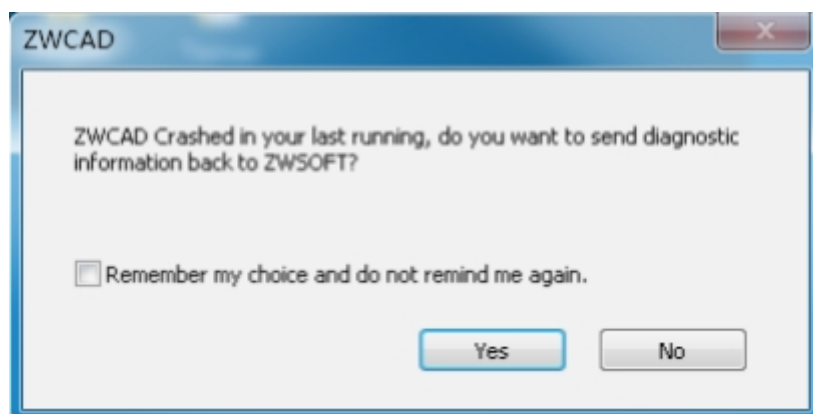 ZWCAD
ZWCAD Crashed in your last running, do you want to send diagnostic
information back to ZWSOFT?
Remember my choice and do not remind me again.
Yes
No